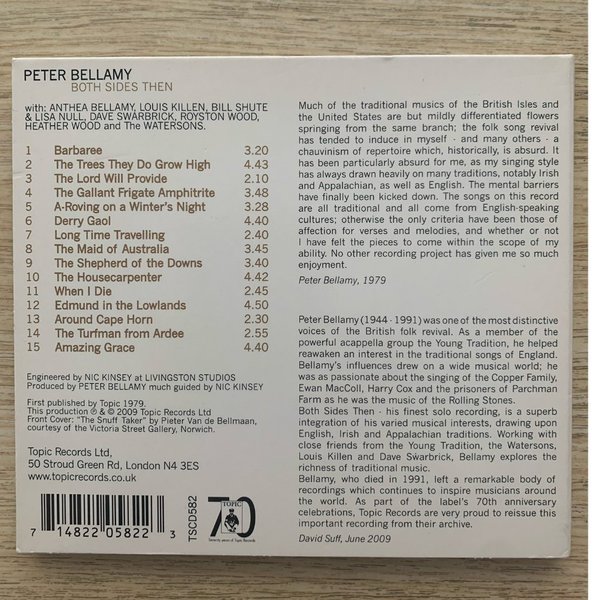 PETER BELLAMY
BOTH SIDES THEN
with: ANTHEA BELLAMY, LOUIS KILLEN, BILL SHUTE
& LISA NULL, DAVE SWARBRICK, ROYSTON WOOD,
HEATHER WOOD and The WATERSONS.
1 Barbaree 3.20
2 The Trees They Do Grow High 4.43
3 The Lord Will Provide 2.10
4 The Gallant Frigate Amphitrite 3.48
5 A-Roving on a Winter's Night 3.28
6 Derry Gaol 4.40
7 Long Time Travelling 2.40
8 The Maid of Australia 3.45
9 The Shepherd of the Downs 3.40
10 The Housecarpenter 4.42
11 When I Die 2.45
12 Edmund in the Lowlands 4.50
13 Around Cape Horn 2.30
14 The Turfman from Ardee 2.55
15 Amazing Grace 4.40
Engineered by NIC KINSEY at LIVINGSTON STUDIOS
Produced by PETER BELLAMY much guided by NIC KINSEY
First published by Topic 1979.
This production ℗ & © 2009 Topic Records Ltd
Front Cover: "The Snuff Taker" by Pieter Van de Bellmaan,
courtesy of the Victoria Street Gallery, Norwich.
Topic Records Ltd,
50 Stroud Green Rd, London N4 3ES
www.topicrecords.co.uk
7 14822 05822 3
TSCD582
TOPIC
70
Seventy years of Topic Records
Much of the traditional musics of the British Isles and
the United States are but mildly differentiated flowers
springing from the same branch; the folk song revival
has tended to induce in myself - and many others - a
chauvinism of repertoire which, historically, is absurd. It
has been particularly absurd for me, as my singing style
has always drawn heavily on many traditions, notably Irish
and Appalachian, as well as English. The mental barriers
have finally been kicked down. The songs on this record
are all traditional and all come from English-speaking
cultures; otherwise the only criteria have been those of
affection for verses and melodies, and whether or not
I have felt the pieces to come within the scope of my
ability. No other recording project has given me so much
enjoyment.
Peter Bellamy, 1979
Peter Bellamy (1944 - 1991) was one of the most distinctive
voices of the British folk revival. As a member of the
powerful acappella group the Young Tradition, he helped
reawaken an interest in the traditional songs of England.
Bellamy's influences drew on a wide musical world; he
was as passionate about the singing of the Copper Family,
Ewan MacColl, Harry Cox and the prisoners of Parchman
Farm as he was the music of the Rolling Stones.
Both Sides Then - his finest solo recording, is a superb
integration of his varied musical interests, drawing upon
English, Irish and Appalachian traditions. Working with
close friends from the Young Tradition, the Watersons,
Louis Killen and Dave Swarbrick, Bellamy explores the
richness of traditional music.
Bellamy, who died in 1991, left a remarkable body of
recordings which continues to inspire musicians around
the world. As part of the label's 70th anniversary
celebrations, Topic Records are very proud to reissue this
important recording from their archive.
David Suff, June 2009